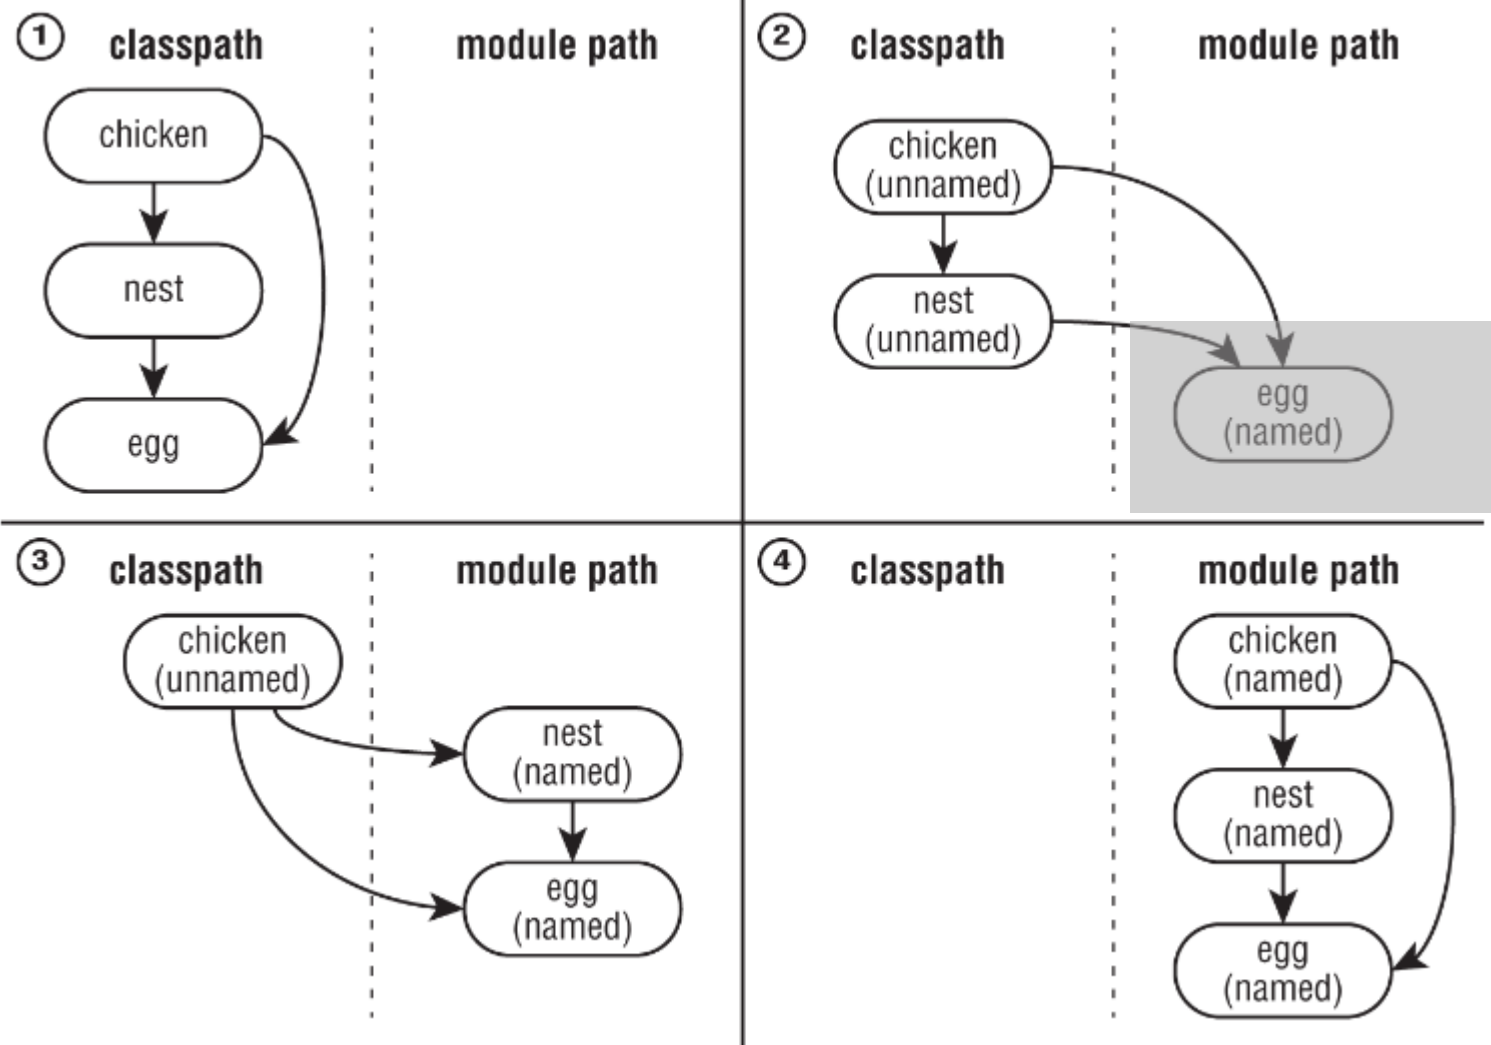 1
classpath
module path
chicken
nest
egg
2
classpath
module path
chicken
(unnamed)
nest
(unnamed)
egg
(named)
3
classpath
module path
chicken
(unnamed)
nest
(named)
egg
(named)
4
classpath
module path
chicken
(named)
nest
(named)
egg
(named)